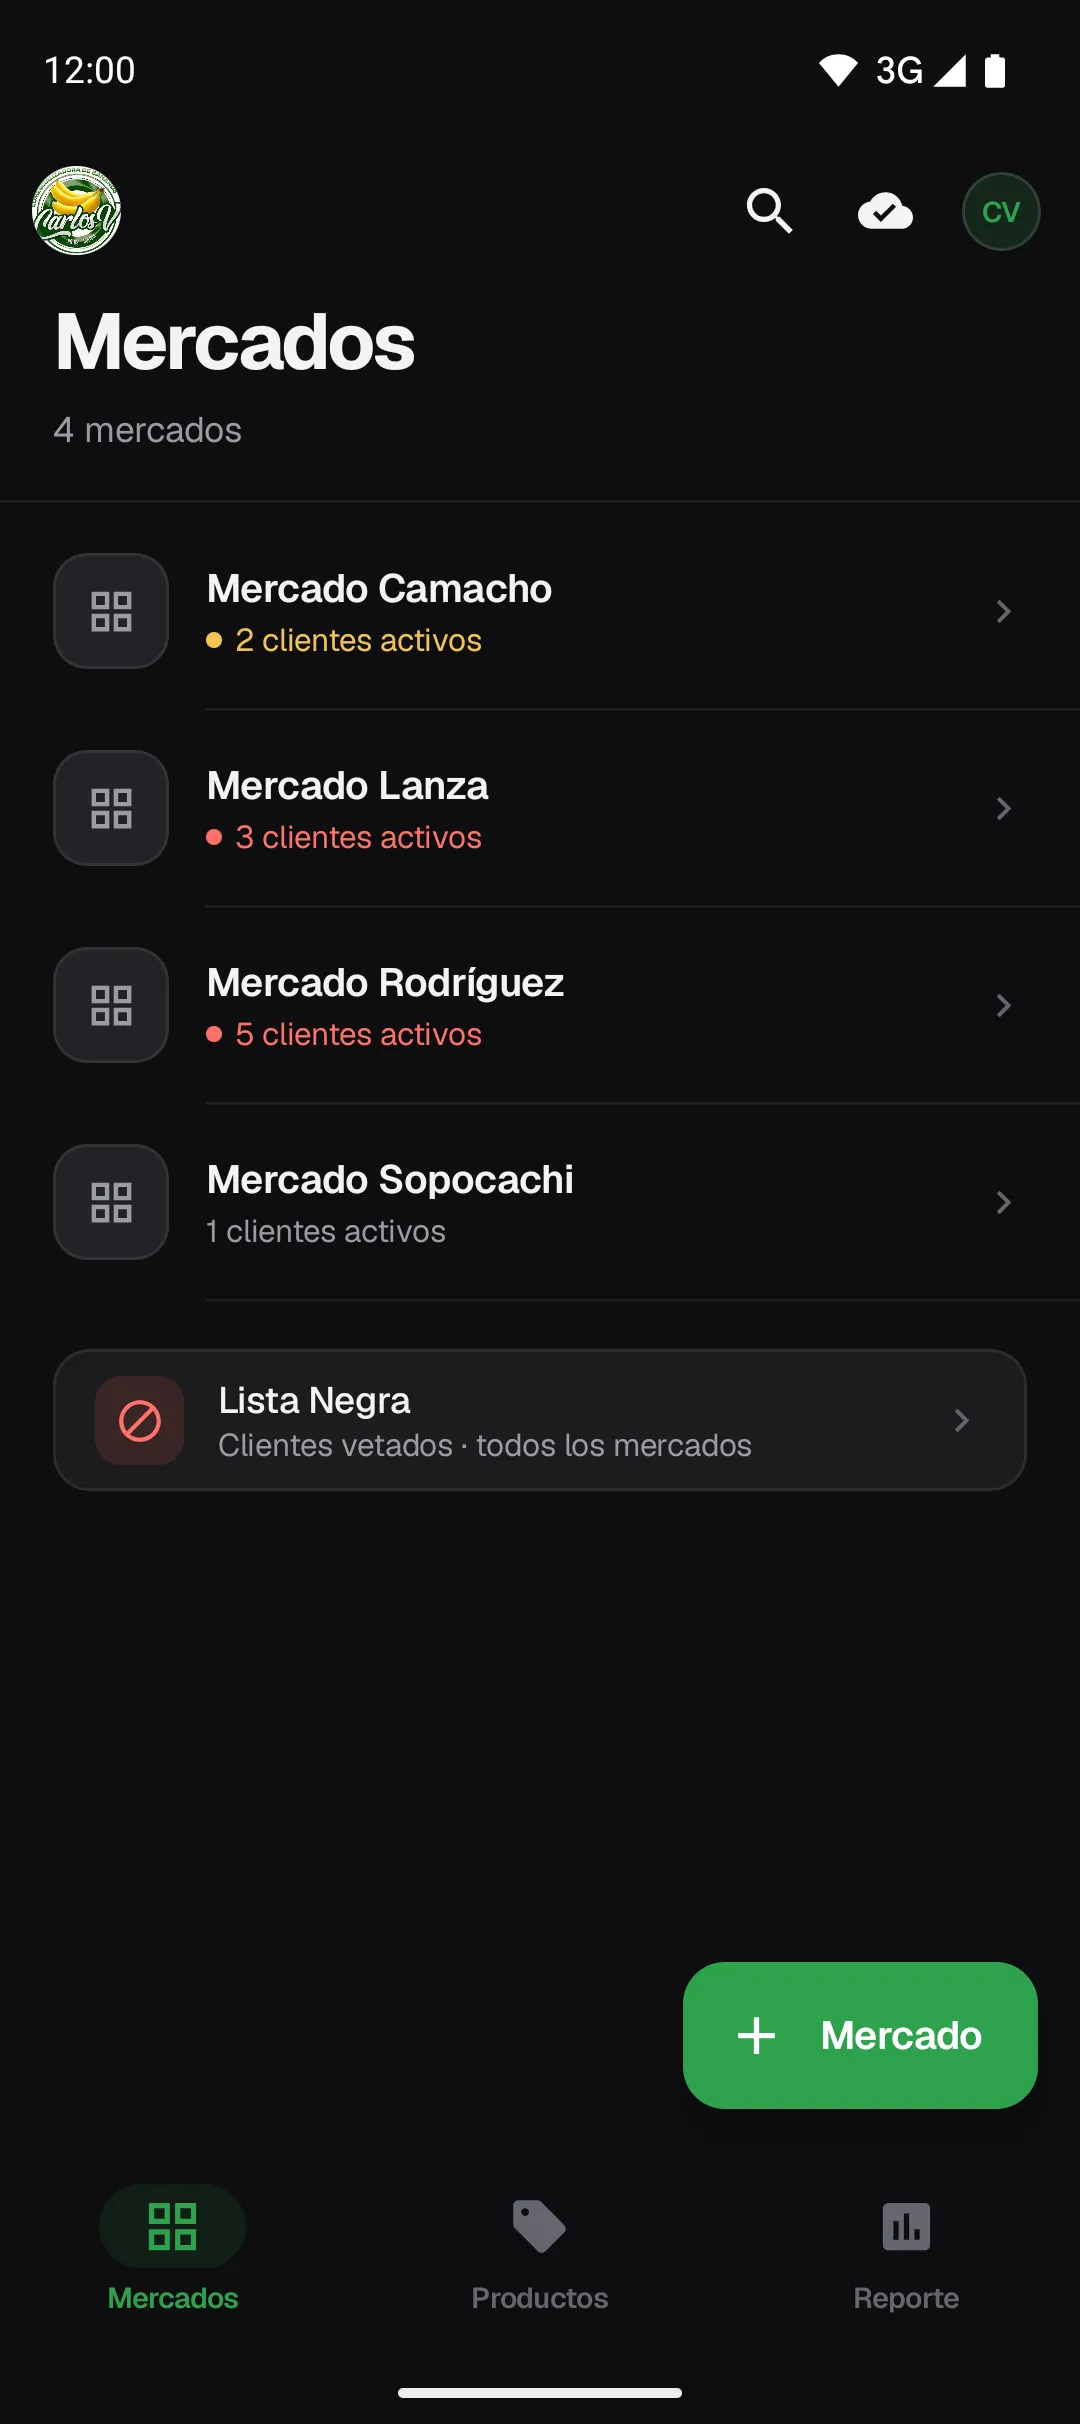 12:00
3G
Carlos V
CV
Mercados
4 mercados
Mercado Camacho
2 clientes activos
Mercado Lanza
3 clientes activos
Mercado Rodríguez
5 clientes activos
Mercado Sopocachi
1 clientes activos
Lista Negra
Clientes vetados · todos los mercados
Mercado
Mercados
Productos
Reporte